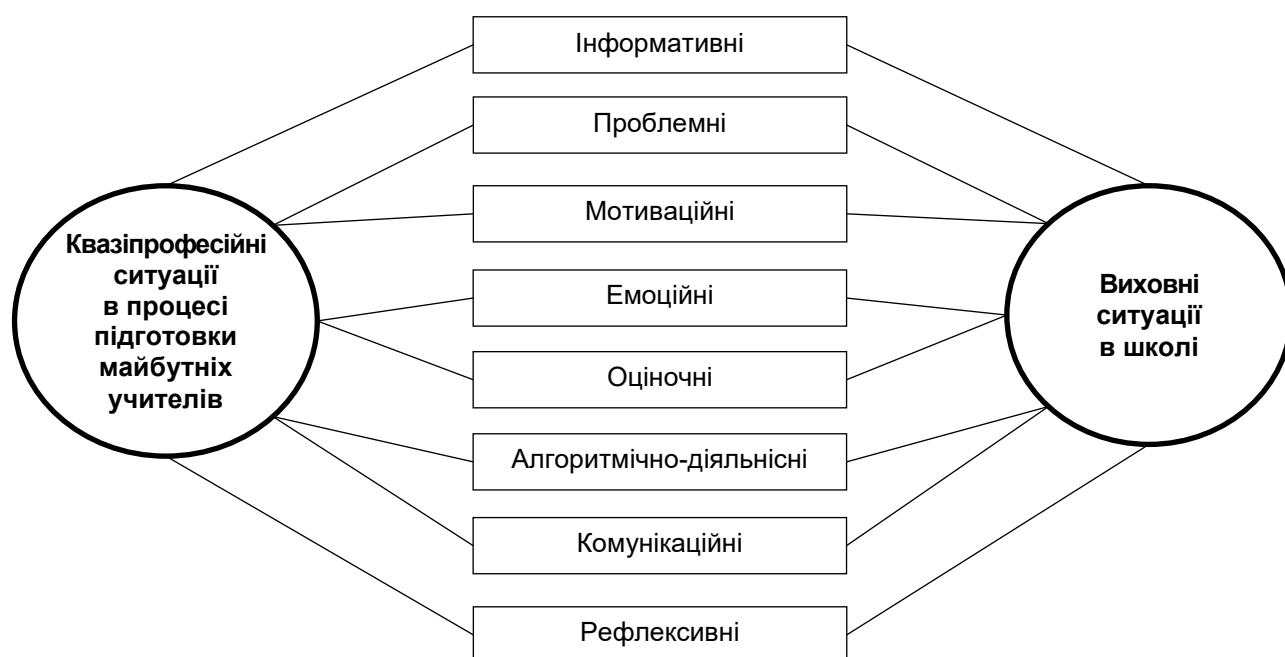 Квазіпрофесійні
ситуації
в процесі
підготовки
майбутніх
учителів
Інформативні
Проблемні
Мотиваційні
Емоційні
Оціночні
Алгоритмічно-діяльнісні
Комунікаційні
Рефлексивні
Виховні
ситуації
в школі